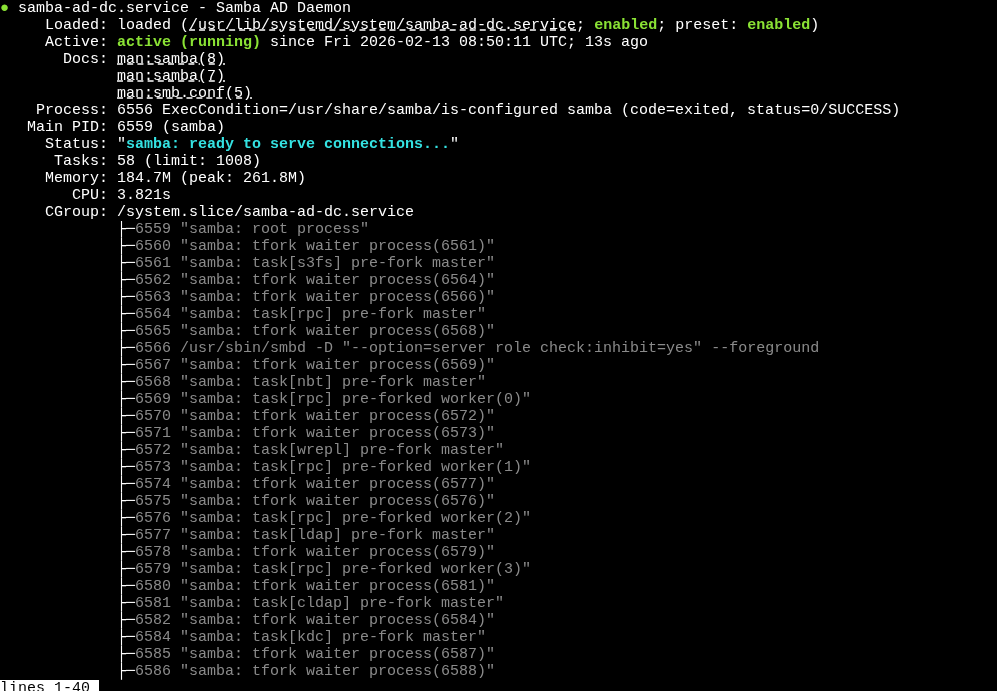 ● samba-ad-dc.service - Samba AD Daemon
Loaded: loaded (/usr/lib/systemd/system/samba-ad-dc.service; enabled; preset: enabled)
Active: active (running) since Fri 2026-02-13 08:50:11 UTC; 13s ago
Docs: man:samba(8)
man:samba(7)
man:smb.conf(5)
Process: 6556 ExecCondition=/usr/share/samba/is-configured samba (code=exited, status=0/SUCCESS)
Main PID: 6559 (samba)
Status: "samba: ready to serve connections..."
Tasks: 58 (limit: 1008)
Memory: 184.7M (peak: 261.8M)
CPU: 3.821s
CGroup: /system.slice/samba-ad-dc.service
├─6559 "samba: root process"
├─6560 "samba: tfork waiter process(6561)"
├─6561 "samba: task[s3fs] pre-fork master"
├─6562 "samba: tfork waiter process(6564)"
├─6563 "samba: tfork waiter process(6566)"
├─6564 "samba: task[rpc] pre-fork master"
├─6565 "samba: tfork waiter process(6568)"
├─6566 /usr/sbin/smbd -D "--option=server role check:inhibit=yes" --foreground
├─6567 "samba: tfork waiter process(6569)"
├─6568 "samba: task[nbt] pre-fork master"
├─6569 "samba: task[rpc] pre-forked worker(0)"
├─6570 "samba: tfork waiter process(6572)"
├─6571 "samba: tfork waiter process(6573)"
├─6572 "samba: task[wrepl] pre-fork master"
├─6573 "samba: task[rpc] pre-forked worker(1)"
├─6574 "samba: tfork waiter process(6577)"
├─6575 "samba: tfork waiter process(6576)"
├─6576 "samba: task[rpc] pre-forked worker(2)"
├─6577 "samba: task[ldap] pre-fork master"
├─6578 "samba: tfork waiter process(6579)"
├─6579 "samba: task[rpc] pre-forked worker(3)"
├─6580 "samba: tfork waiter process(6581)"
├─6581 "samba: task[cldap] pre-fork master"
├─6582 "samba: tfork waiter process(6584)"
├─6584 "samba: task[kdc] pre-fork master"
├─6585 "samba: tfork waiter process(6587)"
├─6586 "samba: tfork waiter process(6588)"
lines 1-40